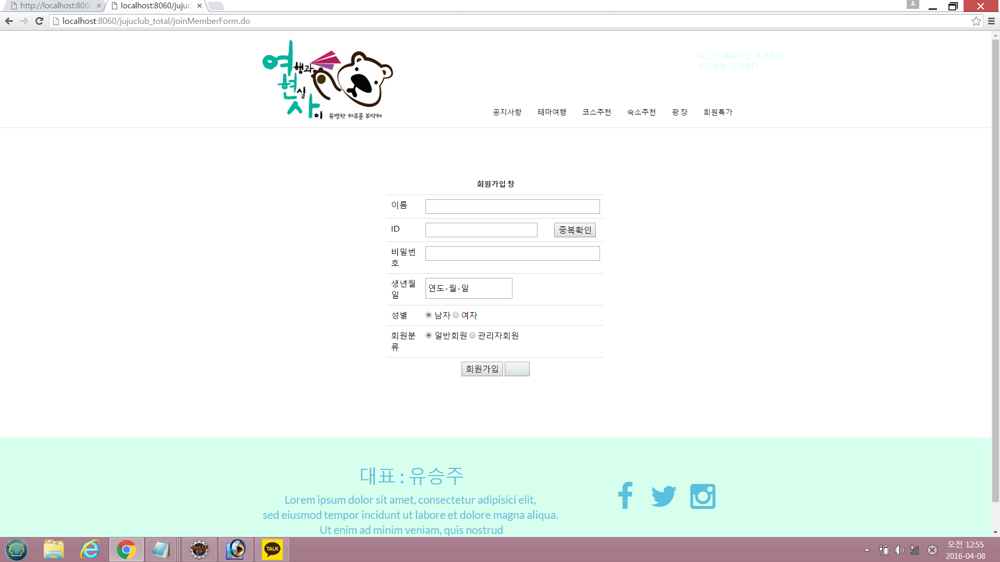 http://localhost:806
localhost:8060/jujucl
localhost:8060/jujuclub_total/joinMemberForm.do
여행과
현실
사이 특별한 하루를 부탁해
로그인 회원가입 고객센터
로그아웃 고객센터
공지사항 테마여행 코스추천 숙소추천 광 장 회원특가
회원가입 창
이름
ID 중복확인
비밀번
호
생년월
일
연도-월-일
성별 남자 여자
회원분
류
일반회원 관리자회원
회원가입 취소
대표 : 유승주
Lorem ipsum dolor sit amet, consectetur adipisici elit,
sed eiusmod tempor incidunt ut labore et dolore magna aliqua.
Ut enim ad minim veniam, quis nostrud
Java EE
IDE
TALK
오전 12:55
2016-04-08